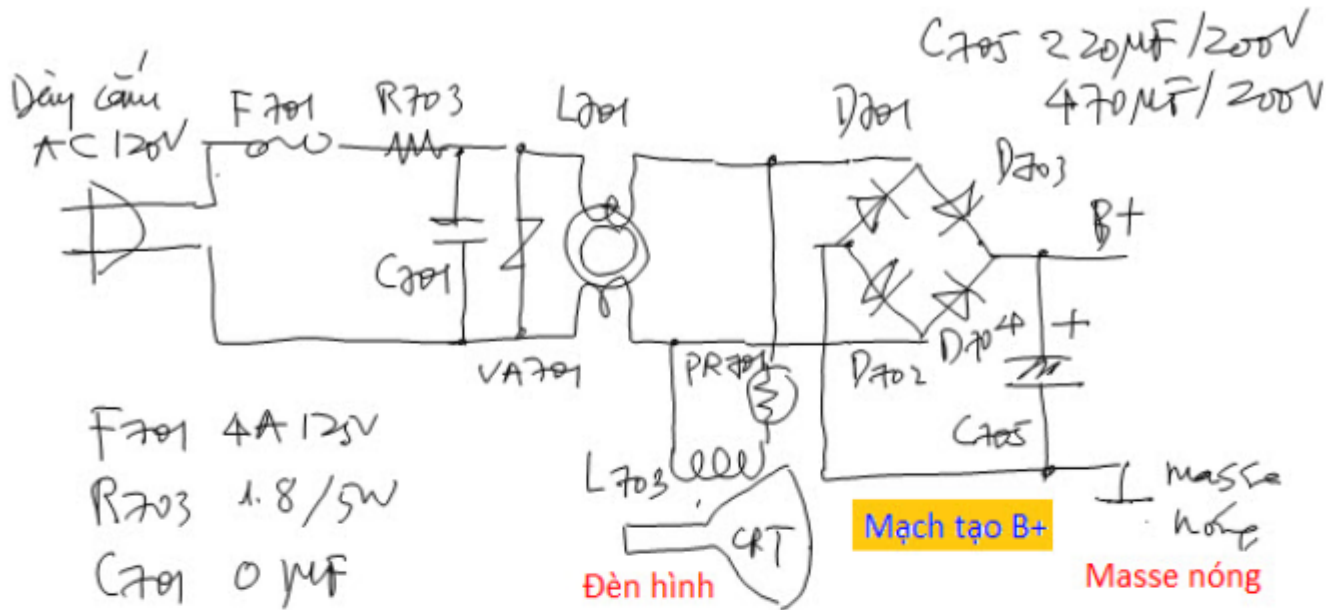 C705 220µF/200V
470µF/200V
Dây cắm
AC 120V
F701
R703
L701
D701
D703
B+
C701
VA701
PR701
D702
D704
+
C705
F701 4A 125V
R703 1.8/5W
C701 0 µF
L703
CRT
Đèn hình
Mạch tạo B+
masse
nóng
Masse nóng